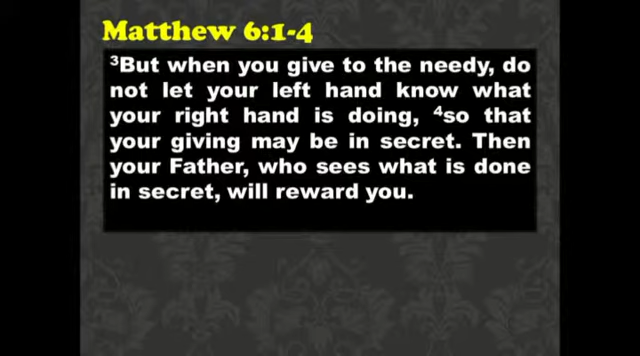 Matthew 6:1-4
³But when you give to the needy, do
not let your left hand know what
your right hand is doing, ⁴so that
your giving may be in secret. Then
your Father, who sees what is done
in secret, will reward you.